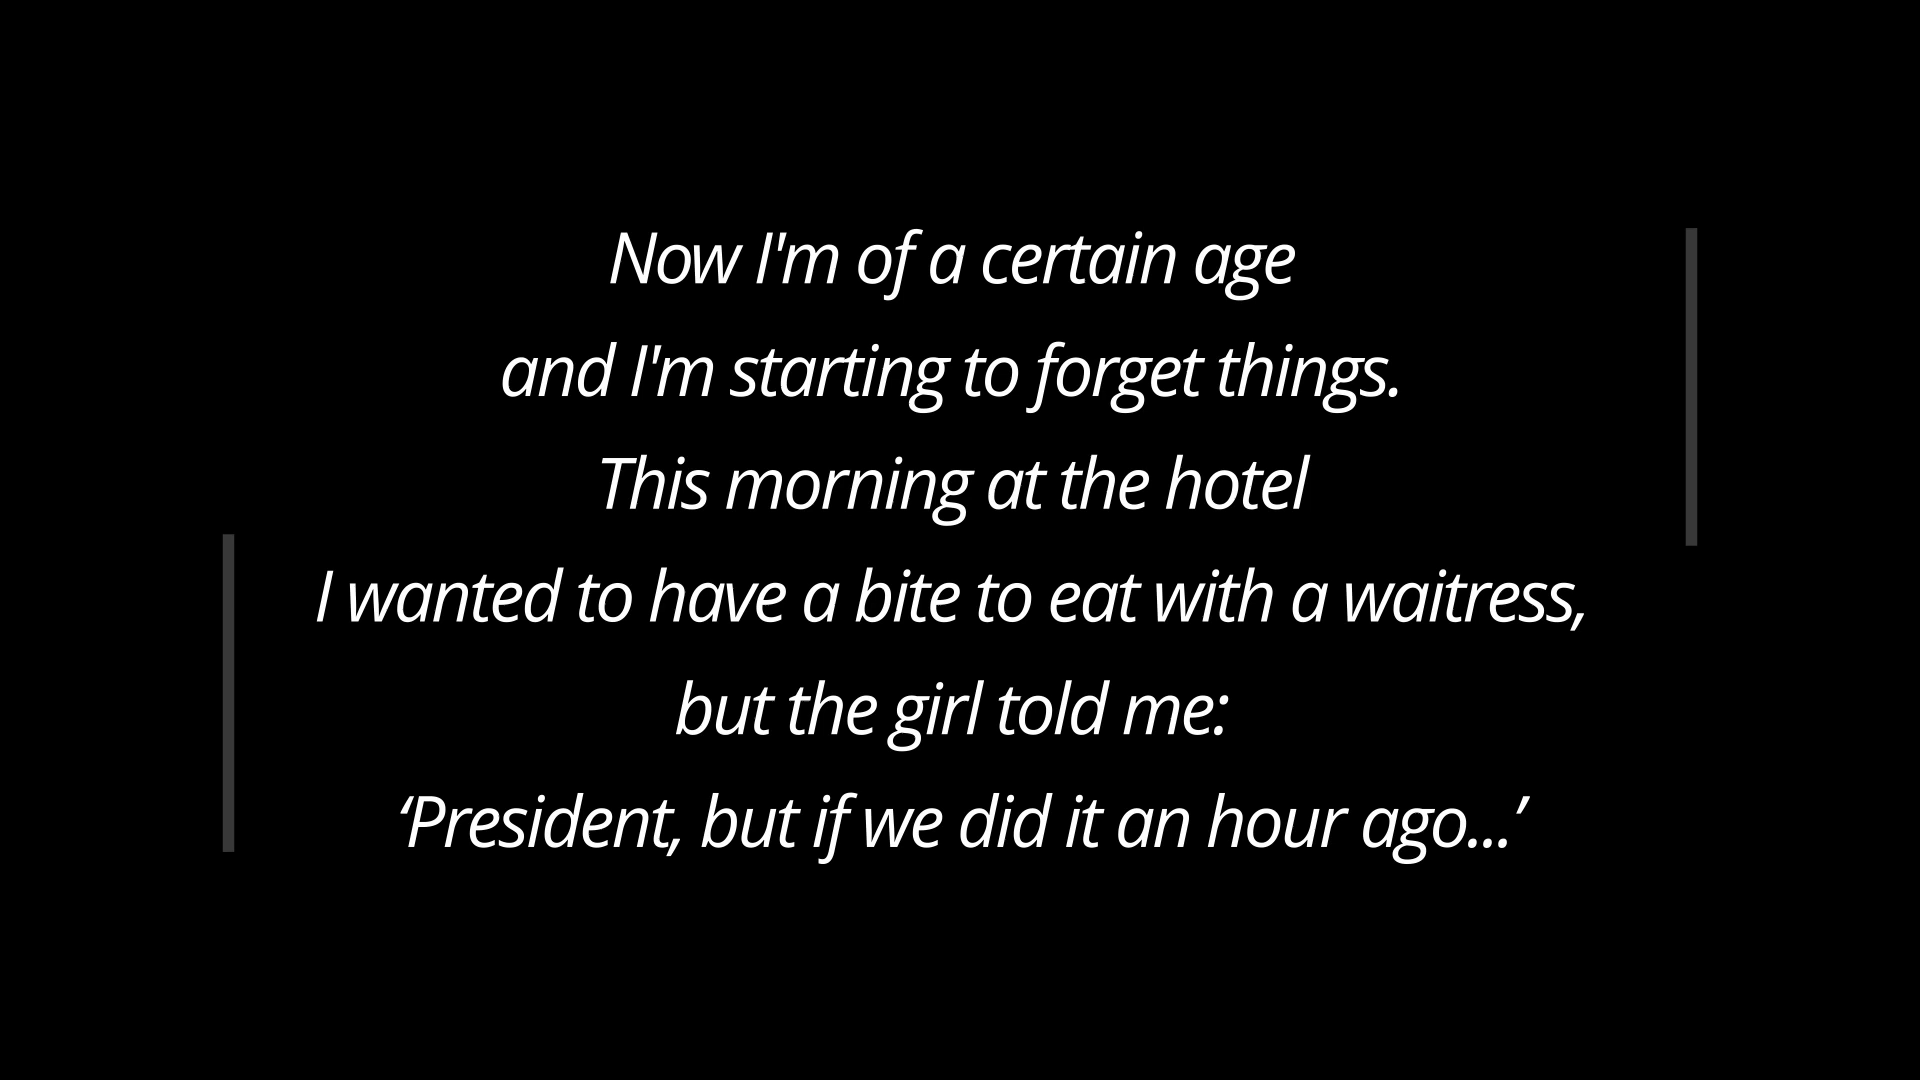 Now I'm of a certain age
and I'm starting to forget things.
This morning at the hotel
I wanted to have a bite to eat with a waitress,
but the girl told me:
‘President, but if we did it an hour ago...’